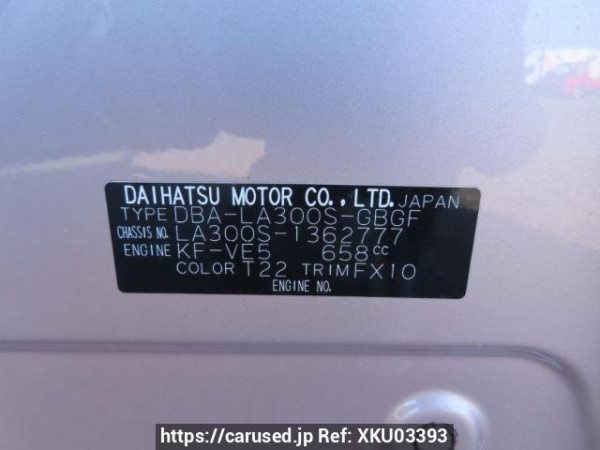 DAIHATSU MOTOR CO., LTD. JAPAN
TYPE DBA-LA300S-GBGF
CHASSIS NO. LA300S-1362777
ENGINE KF-VE5 658cc
COLOR T22 TRIM FX10
ENGINE NO.
https://carused.jp Ref: XKU03393